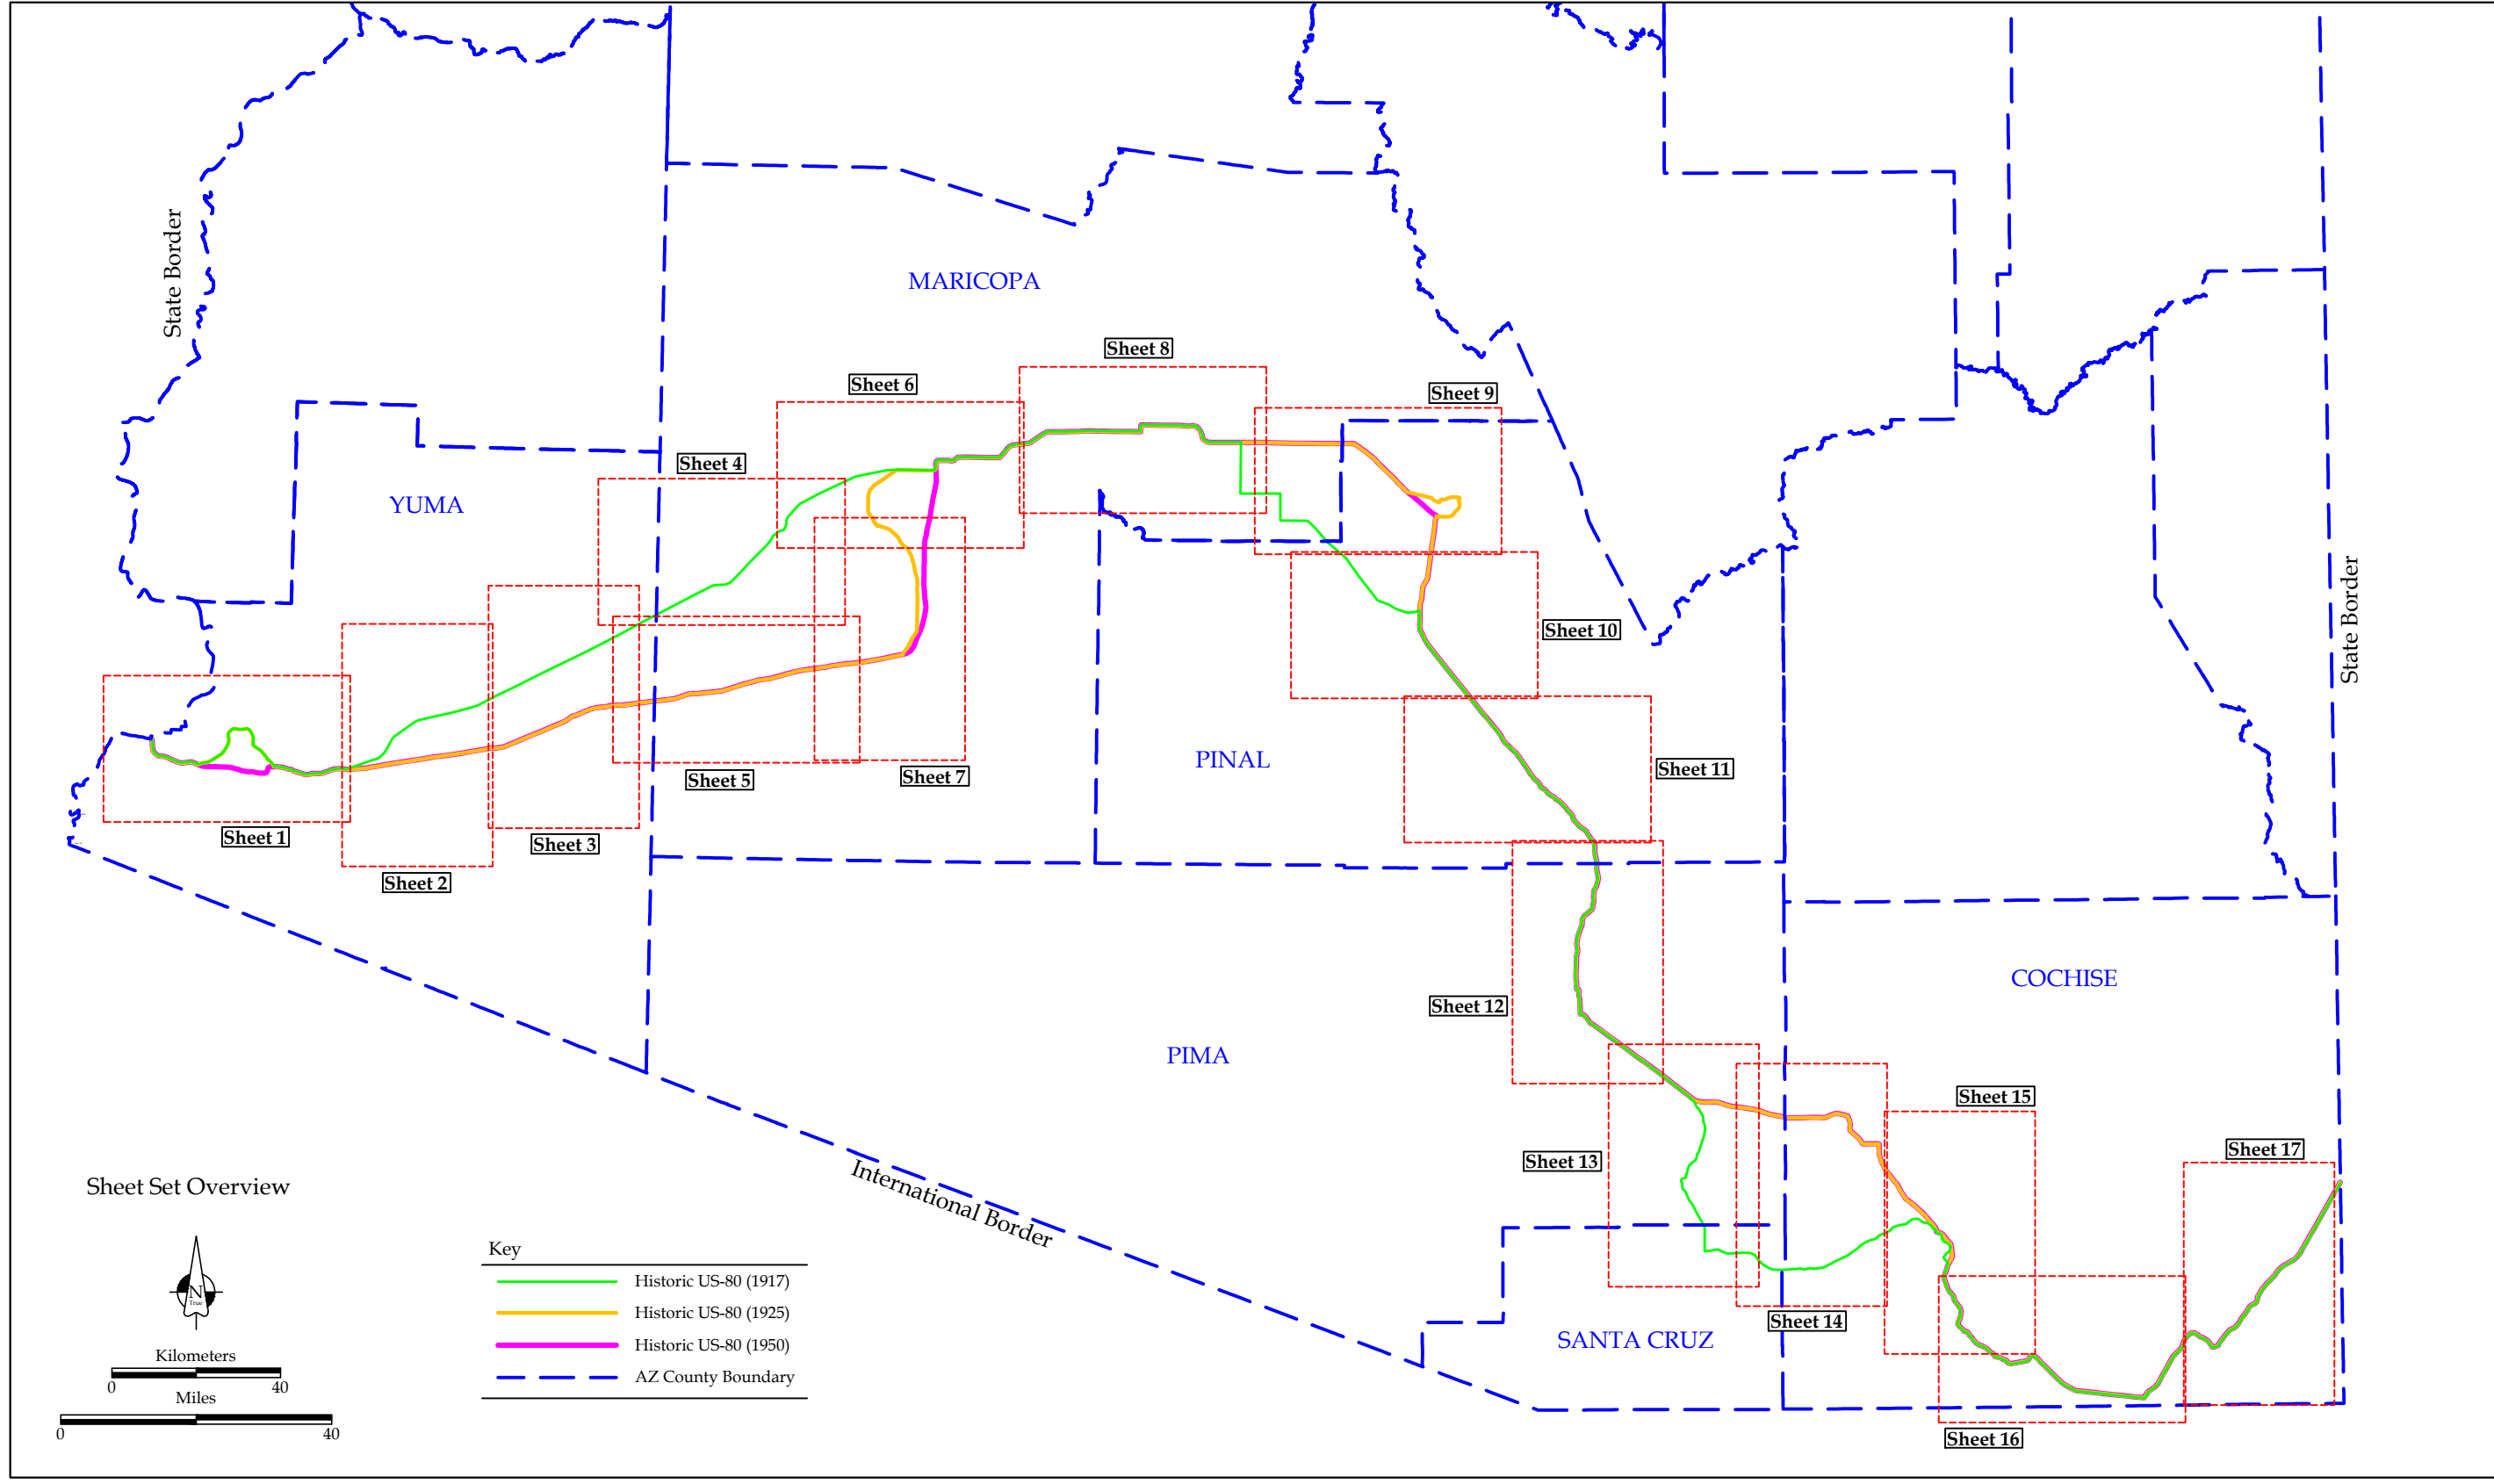 State Border
MARICOPA
Sheet 8
Sheet 6
Sheet 9
Sheet 4
YUMA
State Border
Sheet 10
PINAL
Sheet 11
Sheet 7
Sheet 5
Sheet 1
Sheet 3
Sheet 2
COCHISE
Sheet 12
PIMA
Sheet 15
Sheet 17
Sheet 13
International Border
Sheet Set Overview
Sheet 14
SANTA CRUZ
Sheet 16
Key
Historic US-80 (1917)
Historic US-80 (1925)
Historic US-80 (1950)
AZ County Boundary
N
True
Kilometers
0 40
Miles
0 40